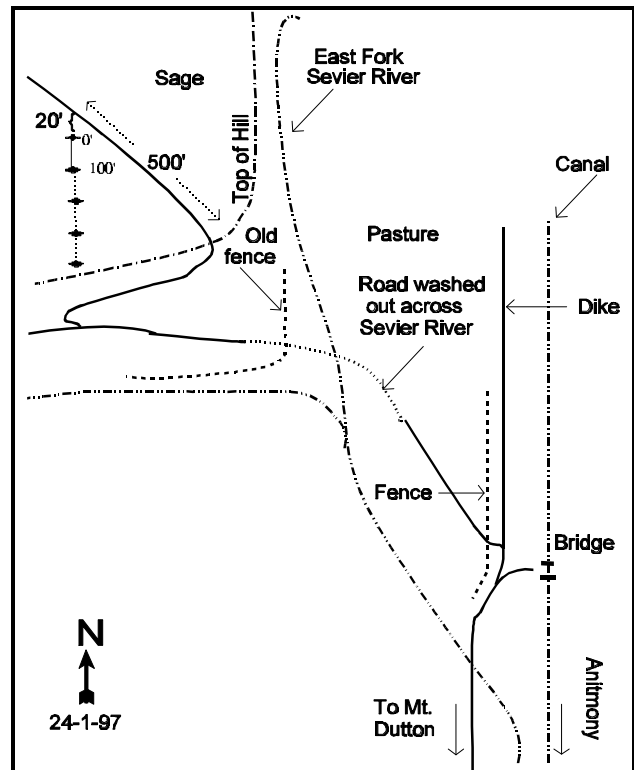 East Fork
Sevier River
Sage
20'
0'
500'
100'
Top of Hill
Canal
Old
fence
Pasture
Road washed
out across
Sevier River
Dike
Fence
Bridge
N
24-1-97
To Mt.
Dutton
Anitmony